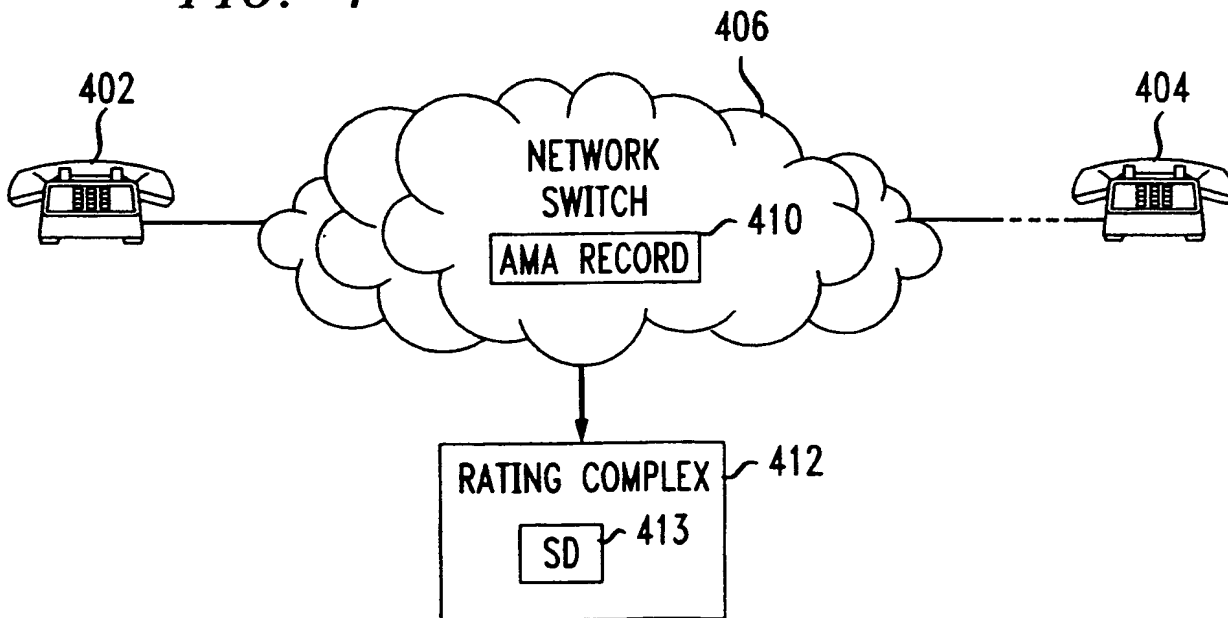 406
402
404
NETWORK
SWITCH
410
AMA RECORD
RATING COMPLEX
412
413
SD